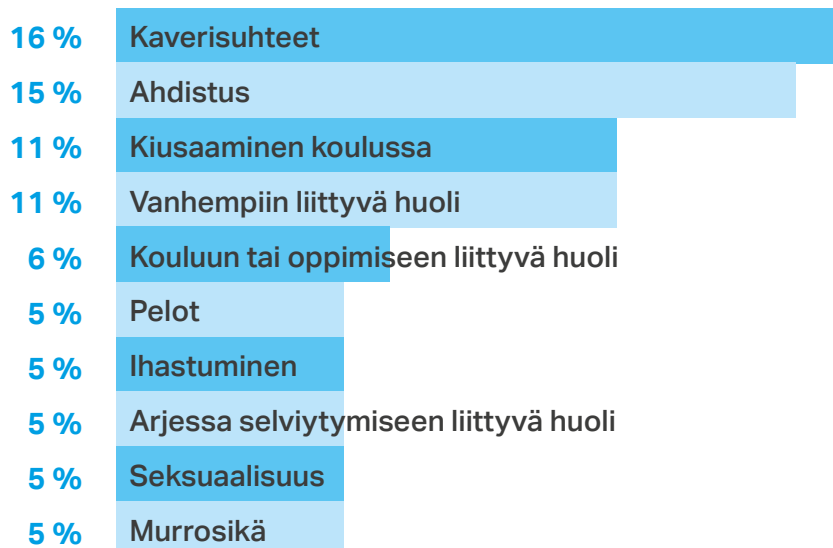 16 % Kaverisuhteet
15 % Ahdistus
11 % Kiusaaminen koulussa
11 % Vanhempiin liittyvä huoli
6 % Kouluun tai oppimiseen liittyvä huoli
5 % Pelot
5 % Ihastuminen
5 % Arjessa selviytymiseen liittyvä huoli
5 % Seksuaalisuus
5 % Murrosikä